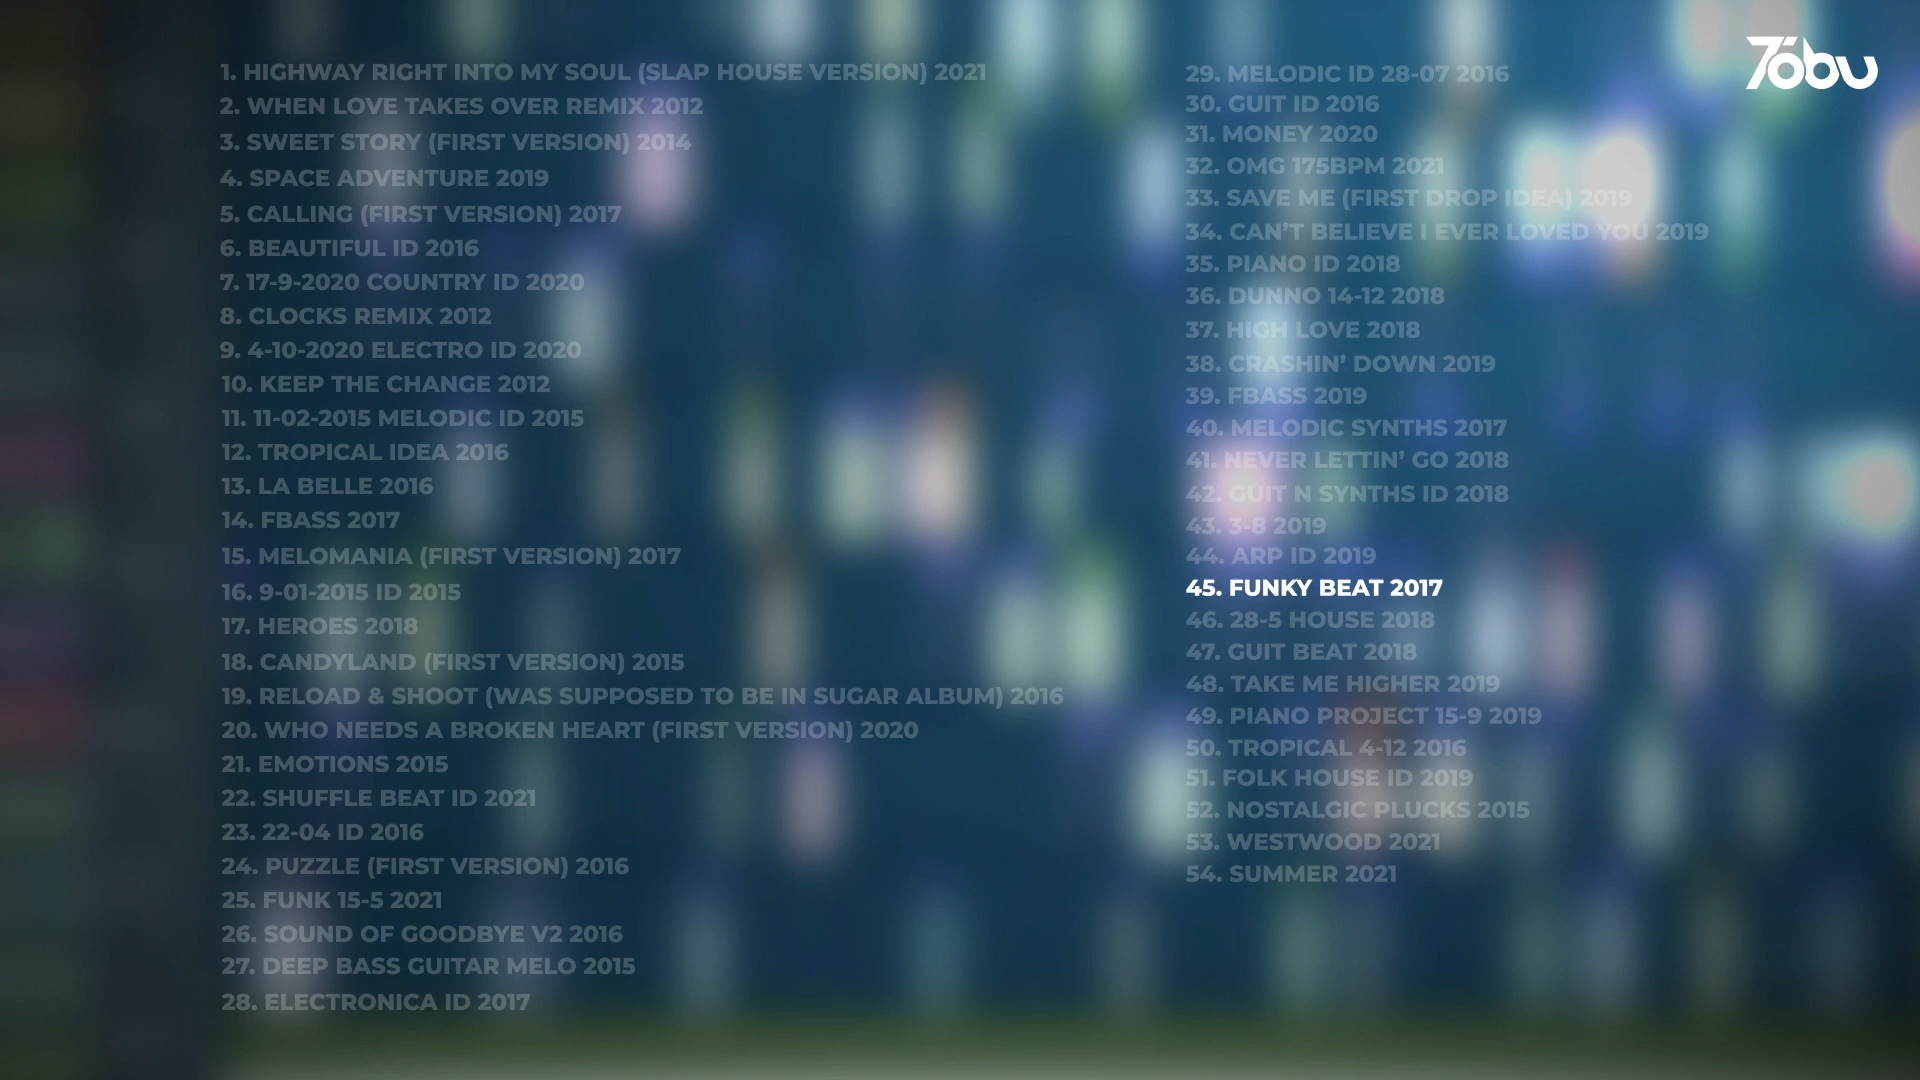 1. HIGHWAY RIGHT INTO MY SOUL (SLAP HOUSE VERSION) 2021
2. WHEN LOVE TAKES OVER REMIX 2012
3. SWEET STORY (FIRST VERSION) 2014
4. SPACE ADVENTURE 2019
5. CALLING (FIRST VERSION) 2017
6. BEAUTIFUL ID 2016
7. 17-9-2020 COUNTRY ID 2020
8. CLOCKS REMIX 2012
9. 4-10-2020 ELECTRO ID 2020
10. KEEP THE CHANGE 2012
11. 11-02-2015 MELODIC ID 2015
12. TROPICAL IDEA 2016
13. LA BELLE 2016
14. FBASS 2017
15. MELOMANIA (FIRST VERSION) 2017
16. 9-01-2015 ID 2015
17. HEROES 2018
18. CANDYLAND (FIRST VERSION) 2015
19. RELOAD & SHOOT (WAS SUPPOSED TO BE IN SUGAR ALBUM) 2016
20. WHO NEEDS A BROKEN HEART (FIRST VERSION) 2020
21. EMOTIONS 2015
22. SHUFFLE BEAT ID 2021
23. 22-04 ID 2016
24. PUZZLE (FIRST VERSION) 2016
25. FUNK 15-5 2021
26. SOUND OF GOODBYE V2 2016
27. DEEP BASS GUITAR MELO 2015
28. ELECTRONICA ID 2017
29. MELODIC ID 28-07 2016
30. GUIT ID 2016
31. MONEY 2020
32. OMG 175BPM 2021
33. SAVE ME (FIRST DROP IDEA) 2019
34. CAN'T BELIEVE I EVER LOVED YOU 2019
35. PIANO ID 2018
36. DUNNO 14-12 2018
37. HIGH LOVE 2018
38. CRASHIN' DOWN 2019
39. FBASS 2019
40. MELODIC SYNTHS 2017
41. NEVER LETTIN' GO 2018
42. GUIT N SYNTHS ID 2018
43. 3-8 2019
44. ARP ID 2019
45. FUNKY BEAT 2017
46. 28-5 HOUSE 2018
47. GUIT BEAT 2018
48. TAKE ME HIGHER 2019
49. PIANO PROJECT 15-9 2019
50. TROPICAL 4-12 2016
51. FOLK HOUSE ID 2019
52. NOSTALGIC PLUCKS 2015
53. WESTWOOD 2021
54. SUMMER 2021
Tobu